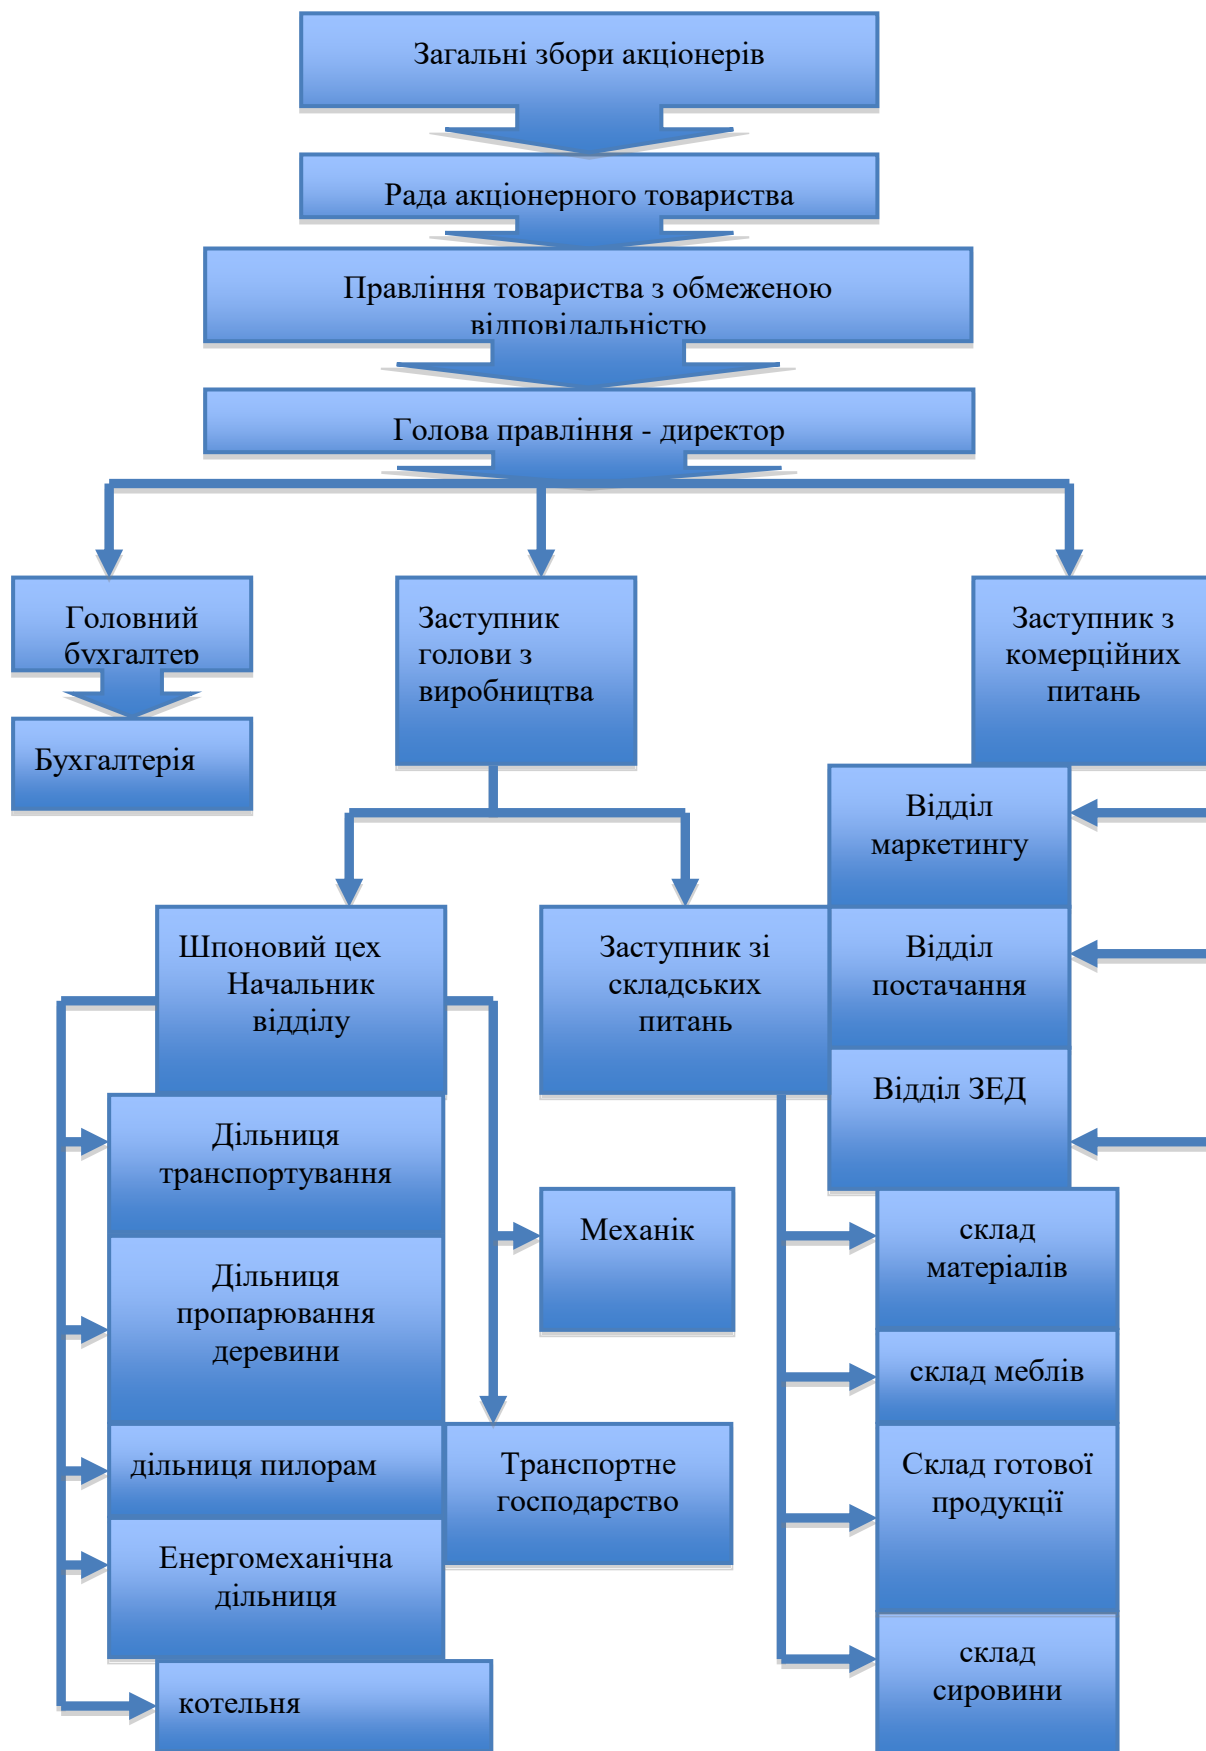 Загальні збори акціонерів
Рада акціонерного товариства
Правління товариства з обмеженою
відповідальністю
Голова правління - директор
Головний
бухгалтер
Заступник
голови з
виробництва
Заступник з
комерційних
питань
Бухгалтерія
Відділ
маркетингу
Шпоновий цех
Начальник
відділу
Заступник зі
складських
питань
Відділ
постачання
Відділ ЗЕД
Дільниця
транспортування
Механік
склад
матеріалів
Дільниця
пропарювання
деревини
склад меблів
дільниця пилорам
Транспортне
господарство
Склад готової
продукції
Енергомеханічна
дільниця
склад
сировини
котельня